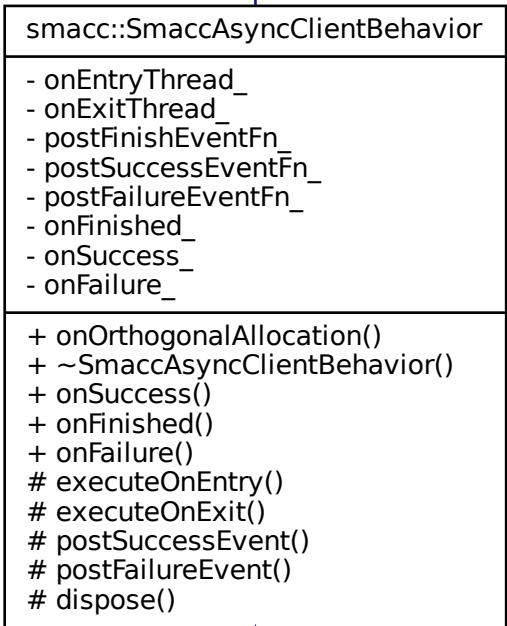 smacc::SmaccAsyncClientBehavior
- onEntryThread_
- onExitThread_
- postFinishEventFn_
- postSuccessEventFn_
- postFailureEventFn_
- onFinished_
- onSuccess_
- onFailure_
+ onOrthogonalAllocation()
+ ~SmaccAsyncClientBehavior()
+ onSuccess()
+ onFinished()
+ onFailure()
# executeOnEntry()
# executeOnExit()
# postSuccessEvent()
# postFailureEvent()
# dispose()